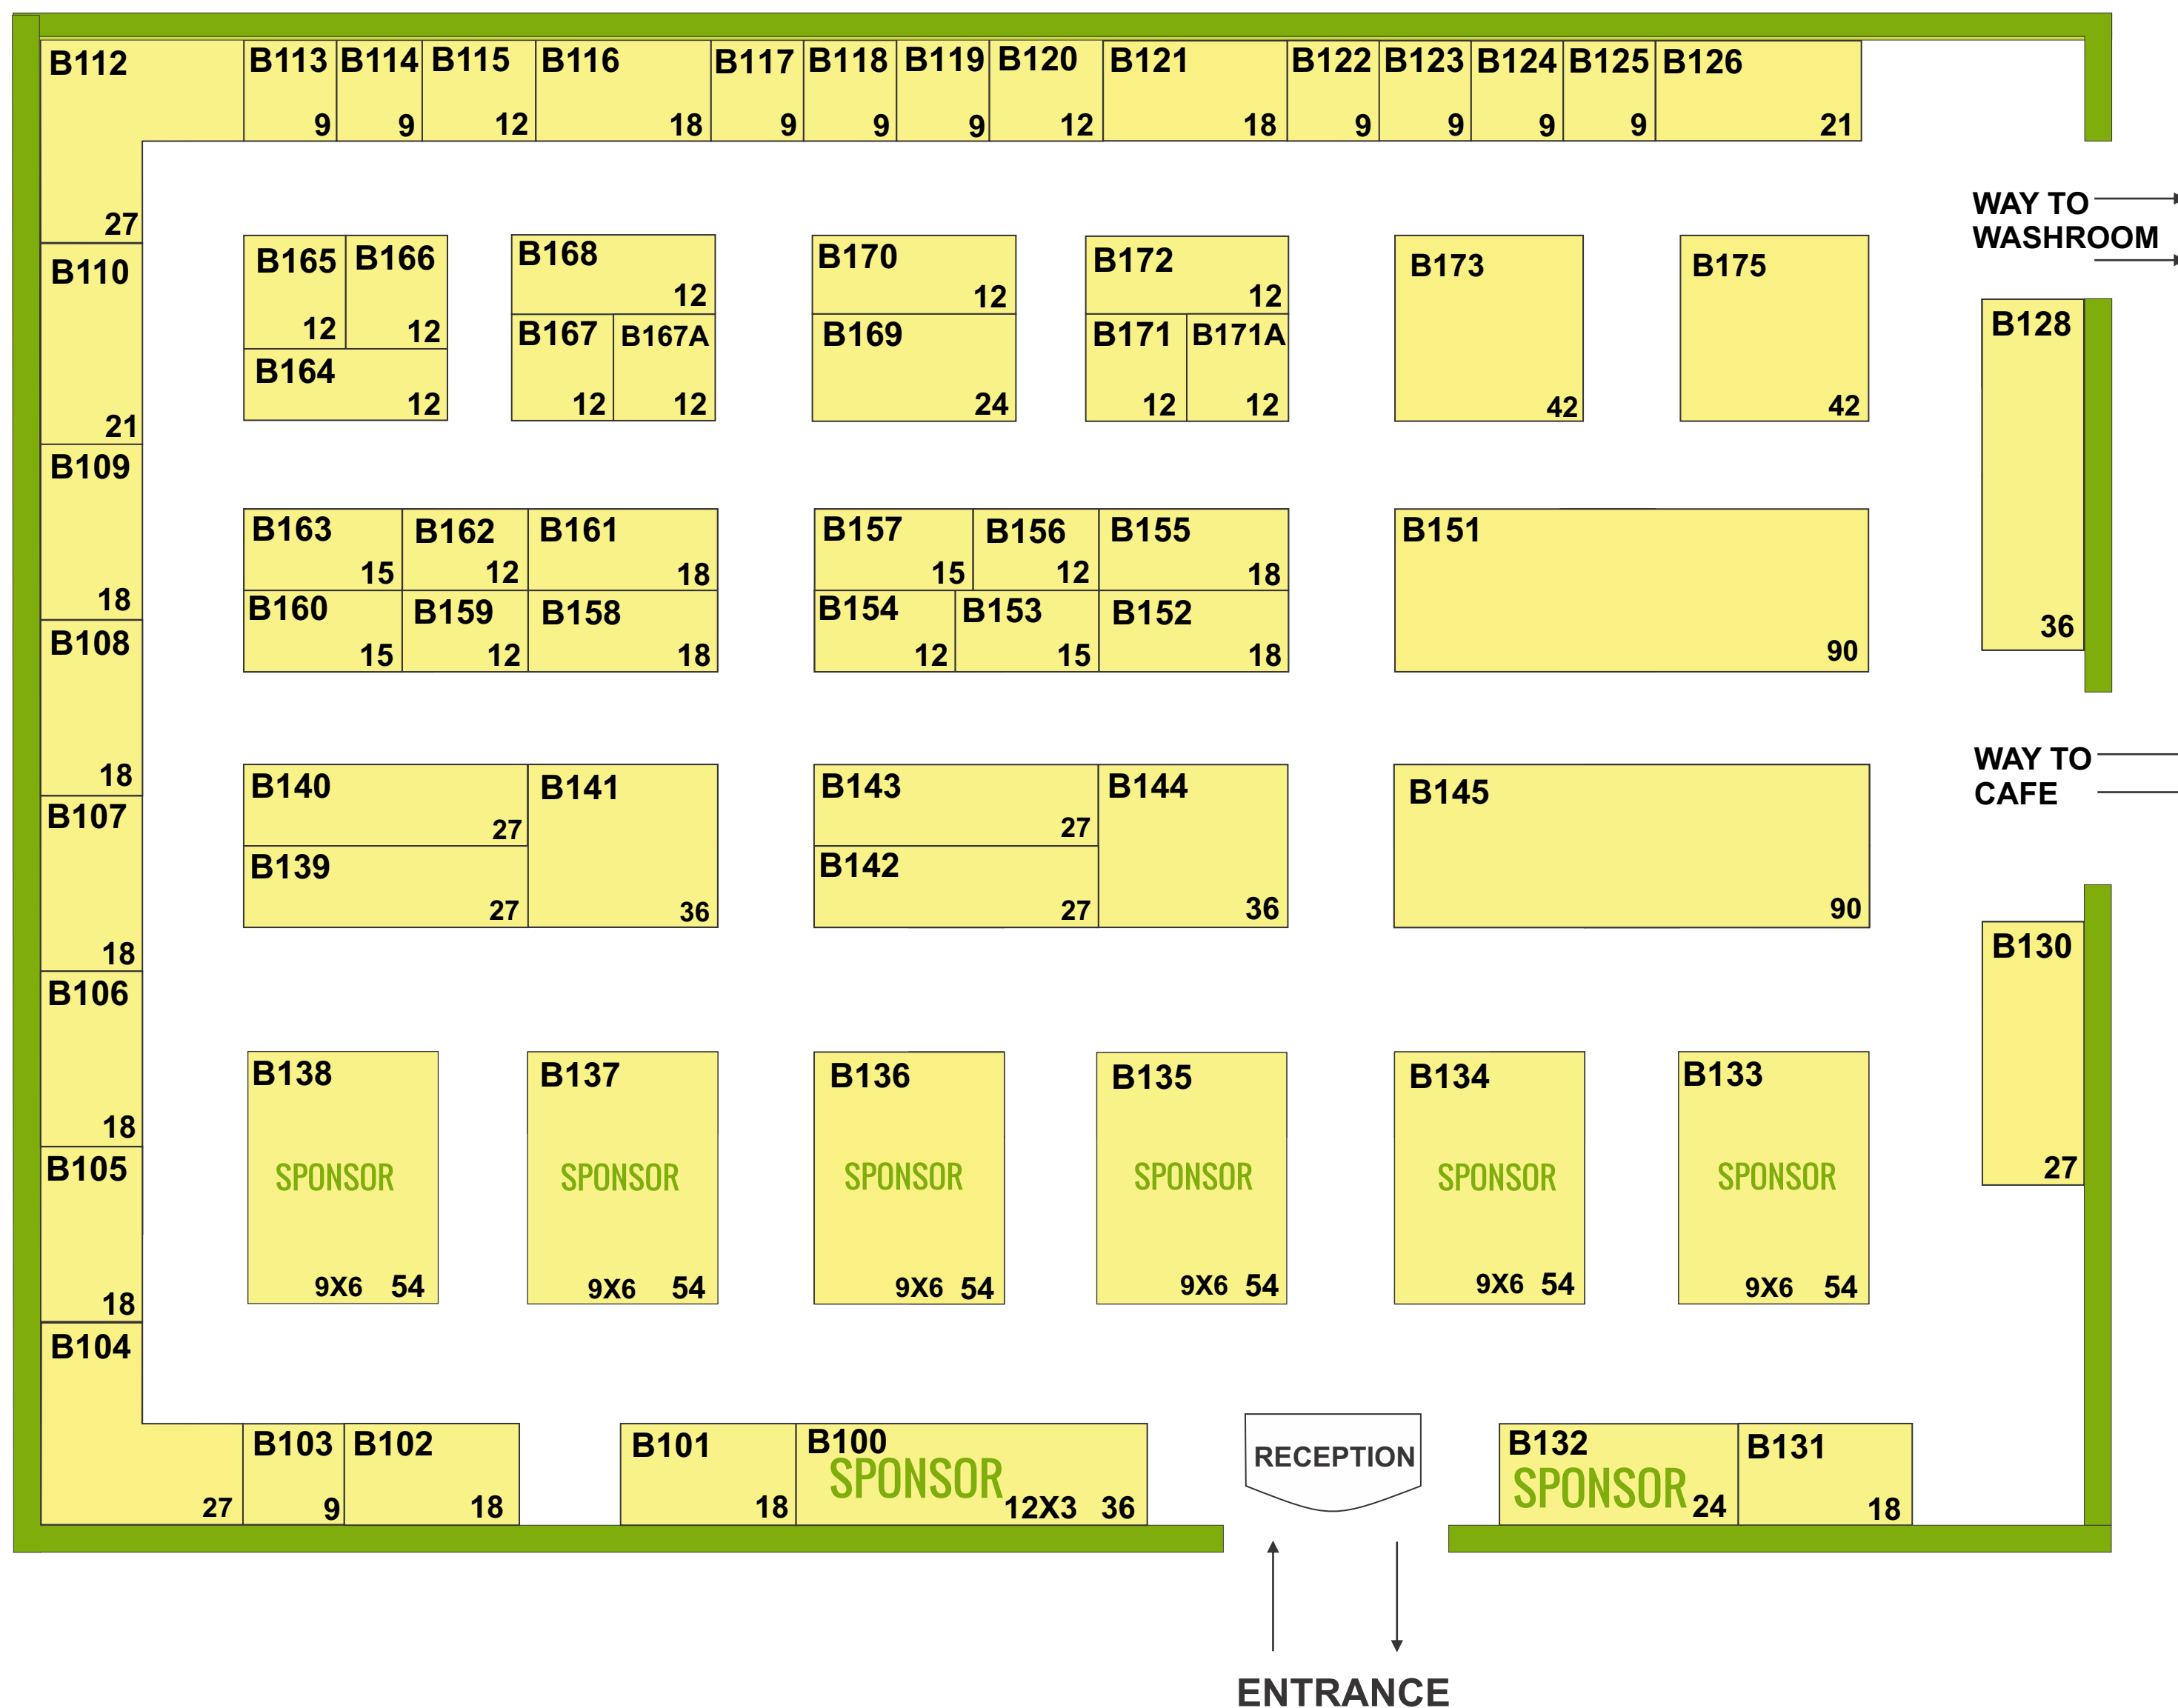 B112
27
B113
9
B114
9
B115
12
B116
18
B117
9
B118
9
B119
9
B120
12
B121
18
B122
9
B123
9
B124
9
B125
9
B126
21
WAY TO
WASHROOM
B110
21
B165
12
B166
12
B164
12
B168
12
B167
12
B167A
12
B170
12
B169
24
B172
12
B171
12
B171A
12
B173
42
B175
42
B128
36
B109
18
B163
15
B162
12
B161
18
B160
15
B159
12
B158
18
B157
15
B156
12
B155
18
B154
12
B153
15
B152
18
B151
90
B108
18
WAY TO
CAFE
B107
18
B140
27
B139
27
B141
36
B143
27
B142
27
B144
36
B145
90
B130
27
B106
18
B105
18
B138
SPONSOR
9X6 54
B137
SPONSOR
9X6 54
B136
SPONSOR
9X6 54
B135
SPONSOR
9X6 54
B134
SPONSOR
9X6 54
B133
SPONSOR
9X6 54
B104
27
B103
9
B102
18
B101
18
B100
SPONSOR
12X3 36
RECEPTION
B132
SPONSOR
24
B131
18
ENTRANCE